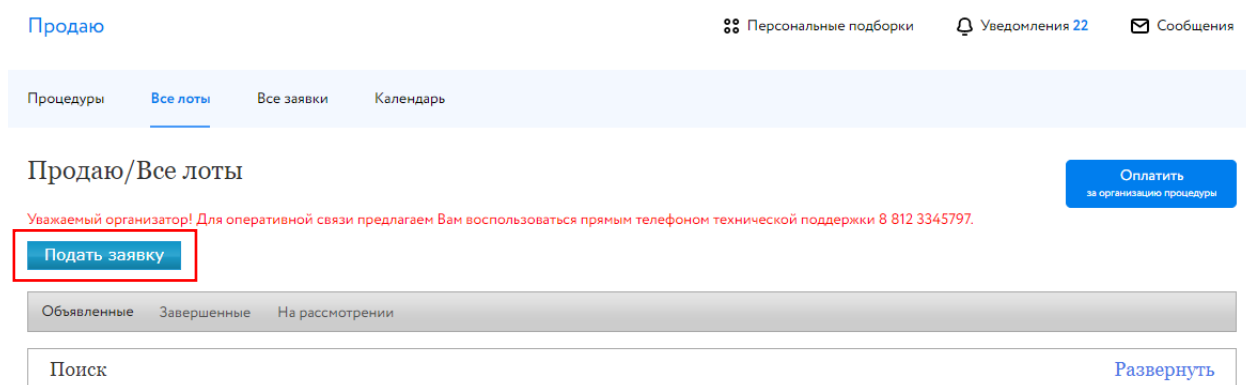 Продаю Персональные подборки Уведомления 22 Сообщения
Процедуры Все лоты Все заявки Календарь
Продаю/Все лоты
Оплатить
за организацию процедуры
Уважаемый организатор! Для оперативной связи предлагаем Вам воспользоваться прямым телефоном технической поддержки 8 812 3345797.
Подать заявку
Объявленные Завершенные На рассмотрении
Поиск Развернуть